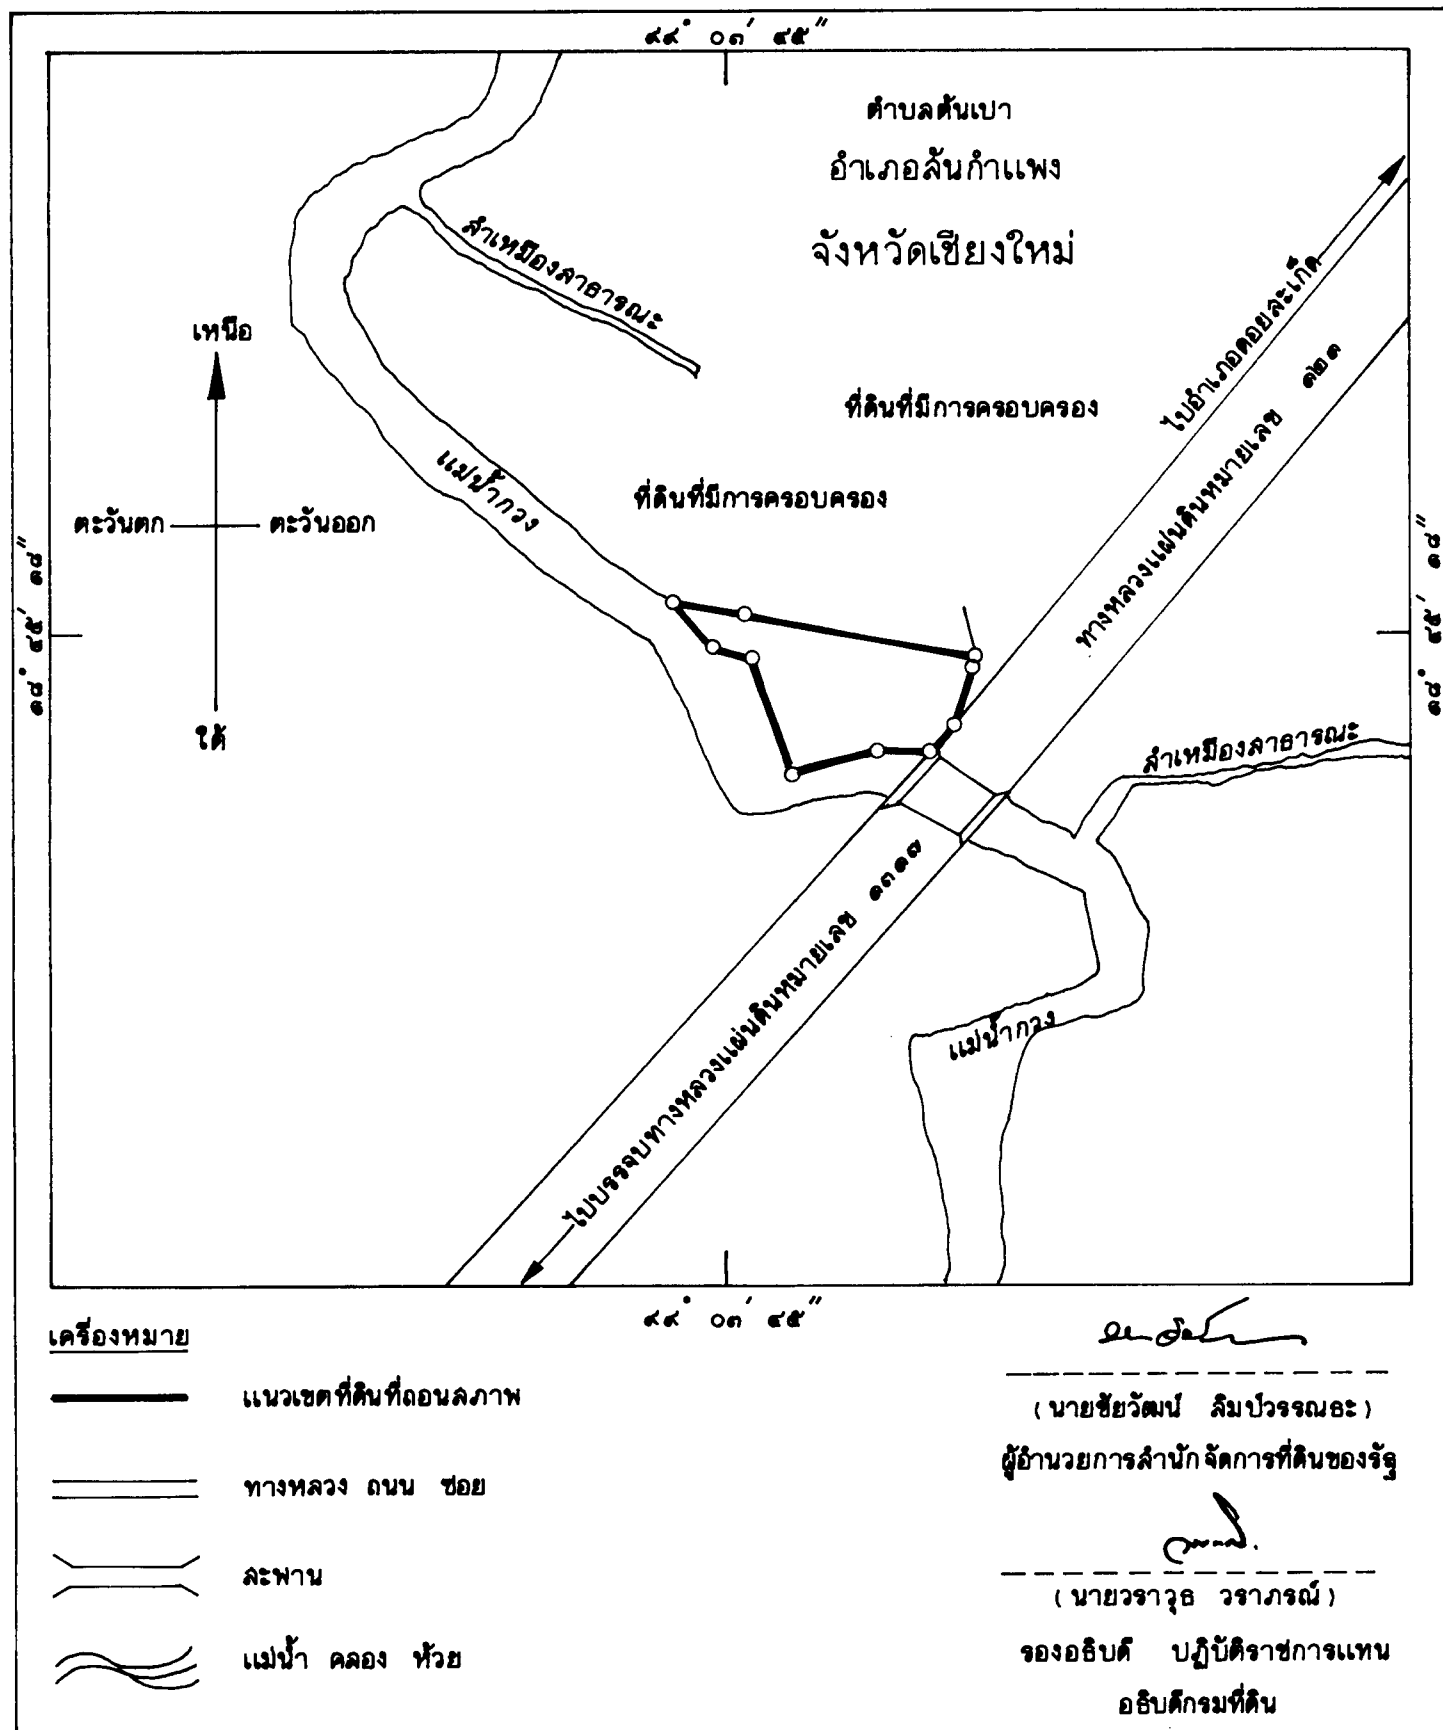 ๙๙° ๐๓′ ๔๕″
ตำบลต้นเปา
อำเภอสันกำแพง
จังหวัดเชียงใหม่
ลำเหมืองสาธารณะ
ไปอำเภอดอยสะเก็ด
เหนือ
ที่ดินที่มีการครอบครอง
ทางหลวงแผ่นดินหมายเลข ๑๒๑
แม่น้ำกวง
ที่ดินที่มีการครอบครอง
ตะวันตก
ตะวันออก
๑๘° ๔๕′ ๑๘″
๑๘° ๔๕′ ๑๘″
ใต้
ลำเหมืองสาธารณะ
ไปบรรจบทางหลวงแผ่นดินหมายเลข ๑๓๑๗
แม่น้ำกวง
๙๙° ๐๓′ ๔๕″
เครื่องหมาย
แนวเขตที่ดินที่ถอนสภาพ
ทางหลวง ถนน ซอย
สะพาน
แม่น้ำ คลอง ห้วย
(นายชัยวัฒน์ ลิมป์วรรณธะ)
ผู้อำนวยการสำนักจัดการที่ดินของรัฐ
(นายวราวุธ วราภรณ์)
รองอธิบดี ปฏิบัติราชการแทน
อธิบดีกรมที่ดิน